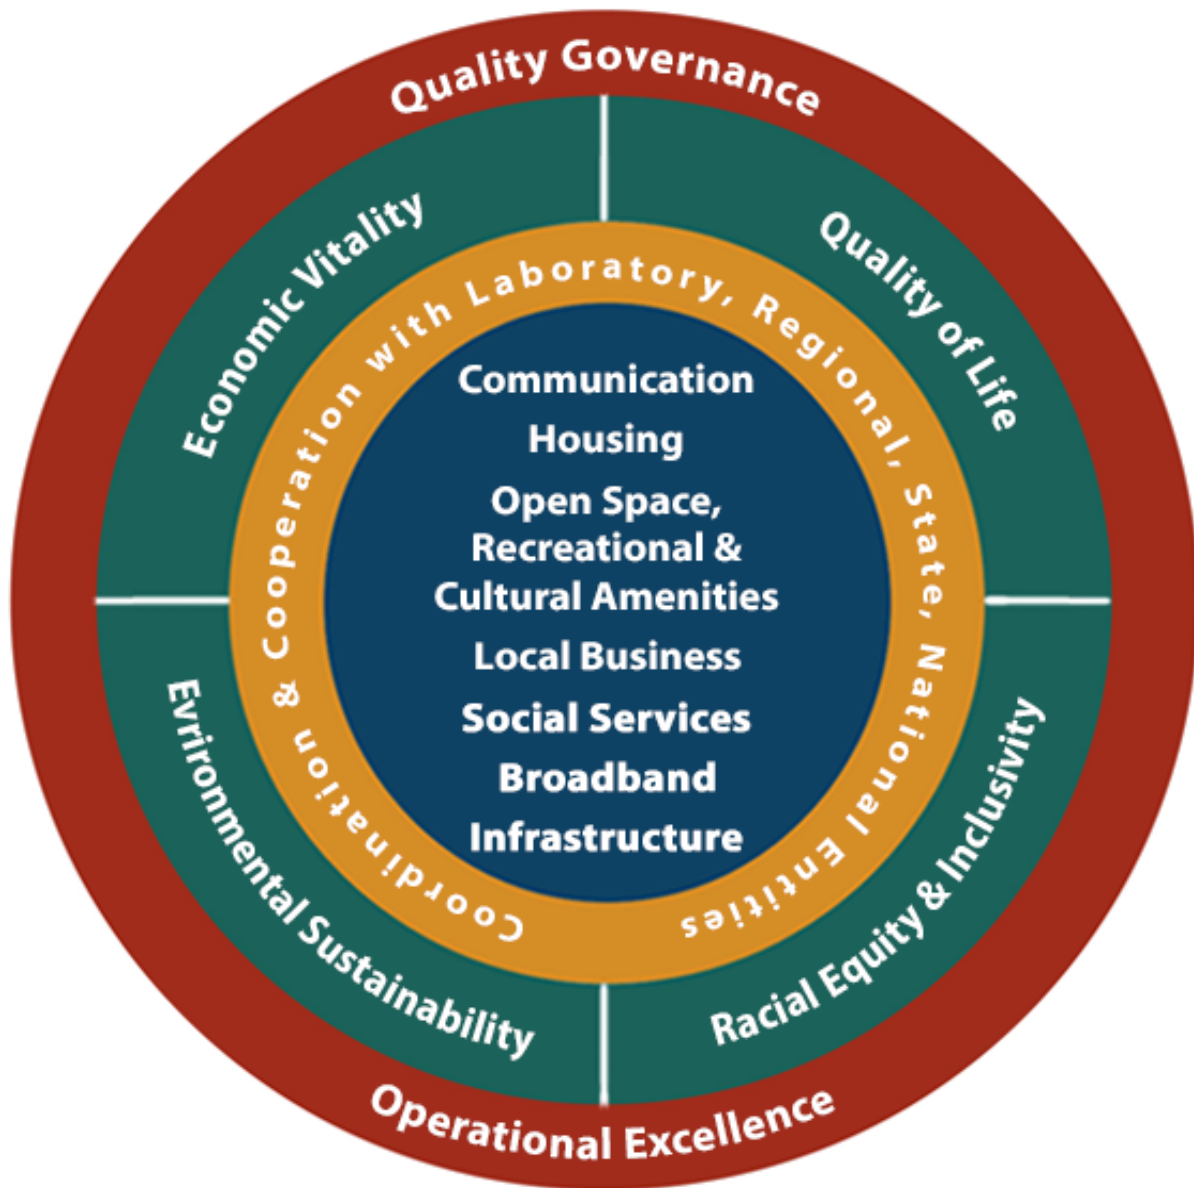 Quality Governance
Economic Vitality
Quality of Life
Coordination & Cooperation with Laboratory, Regional, State, National Entities
Communication
Housing
Open Space,
Recreational &
Cultural Amenities
Local Business
Social Services
Broadband
Infrastructure
Evrironmental Sustainability
Racial Equity & Inclusivity
Operational Excellence